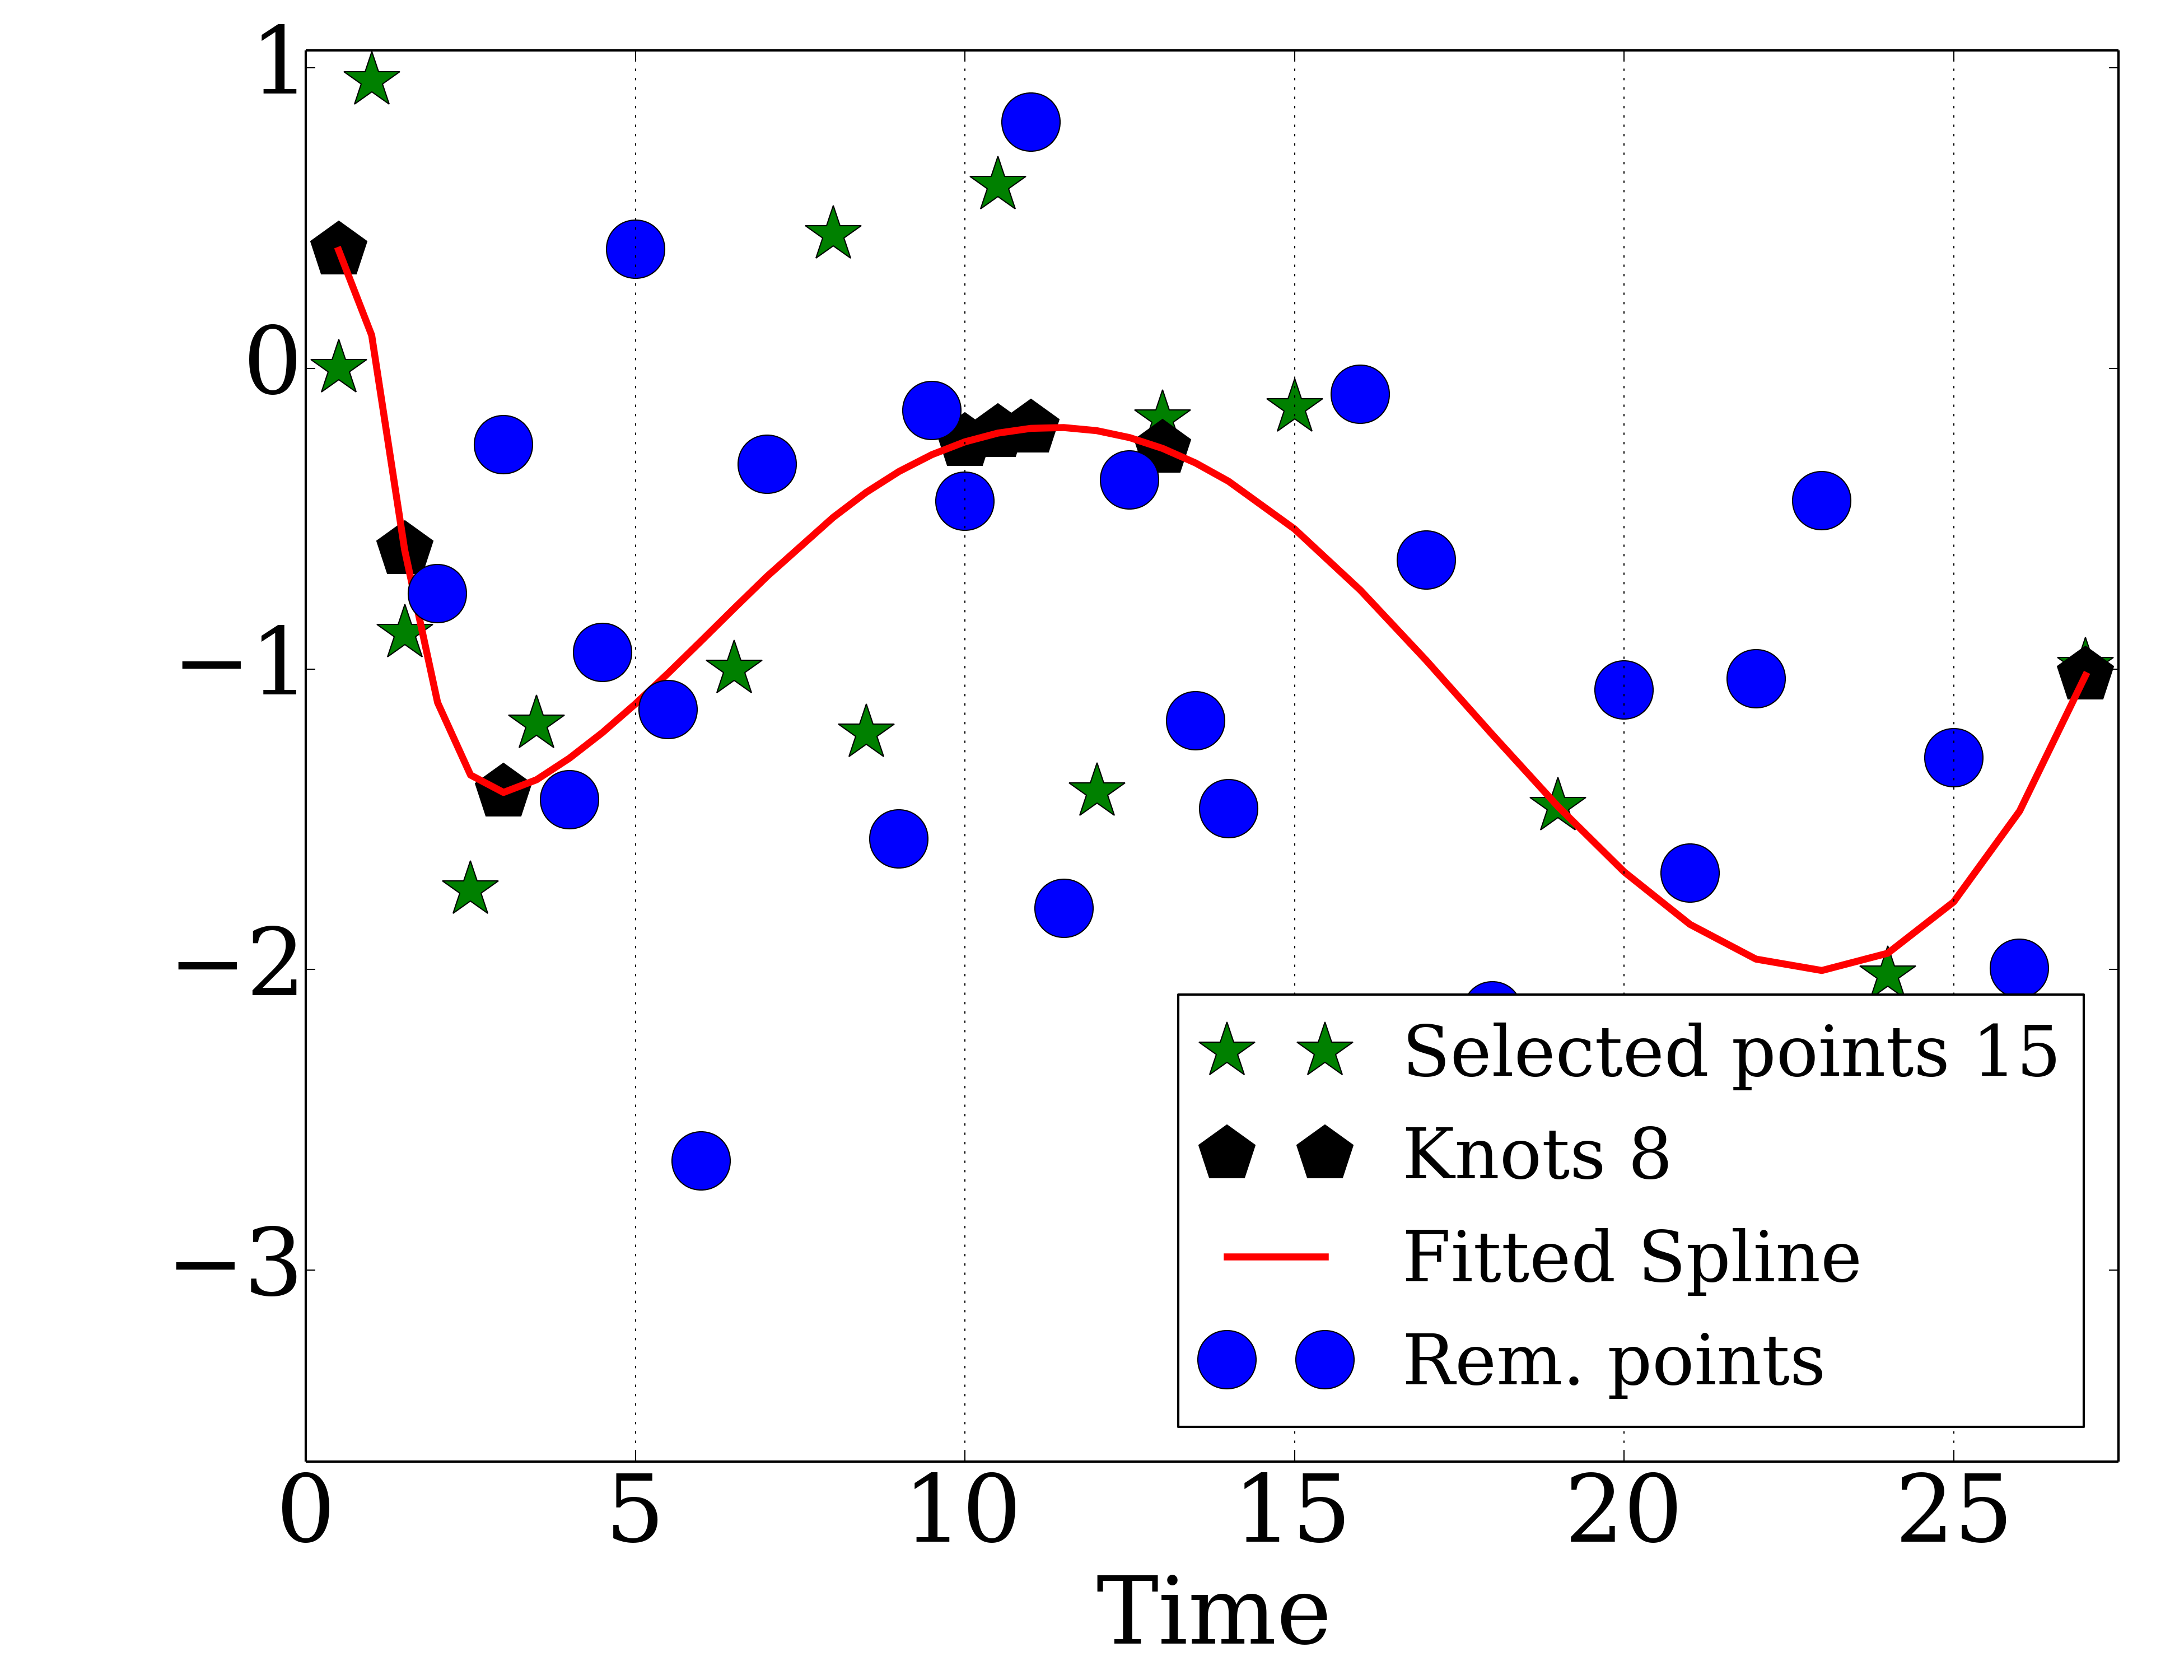 1
0
−1
−2
−3
Selected points 15
Knots 8
Fitted Spline
Rem. points
0 5 10 15 20 25
Time